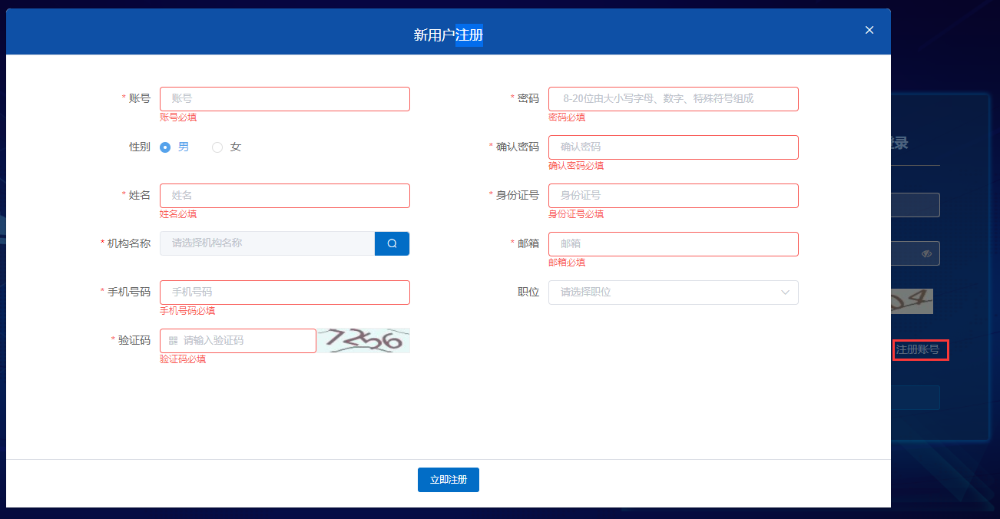 新用户注册
* 账号 账号
账号必填
* 密码 8-20位由大小写字母、数字、特殊符号组成
密码必填
性别 男 女
* 确认密码 确认密码
确认密码必填
* 姓名 姓名
姓名必填
* 身份证号 身份证号
身份证号必填
* 机构名称 请选择机构名称
* 邮箱 邮箱
邮箱必填
* 手机号码 手机号码
手机号码必填
职位 请选择职位
* 验证码 请输入验证码 7256
验证码必填
立即注册
录
04
注册账号